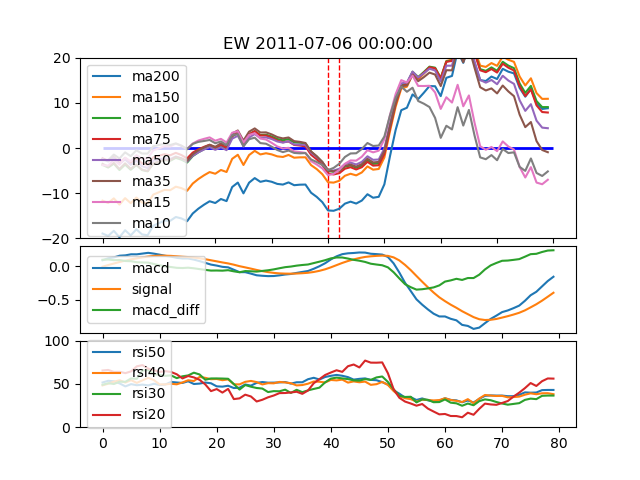 EW 2011-07-06 00:00:00
20
10
0
−10
−20
ma200
ma150
ma100
ma75
ma50
ma35
ma15
ma10
0.0
−0.5
macd
signal
macd_diff
100
50
0
rsi50
rsi40
rsi30
rsi20
0 10 20 30 40 50 60 70 80